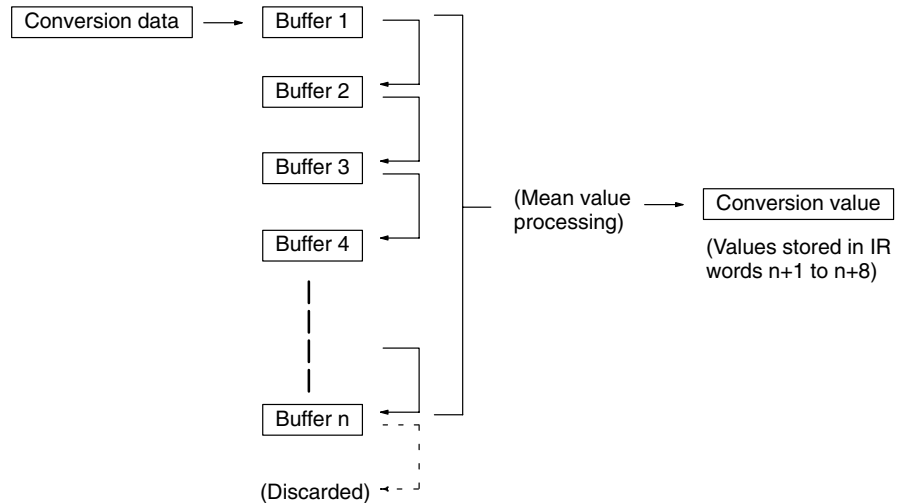 Conversion data
Buffer 1
Buffer 2
Buffer 3
Buffer 4
Buffer n
(Discarded)
(Mean value
processing)
Conversion value
(Values stored in IR
words n+1 to n+8)